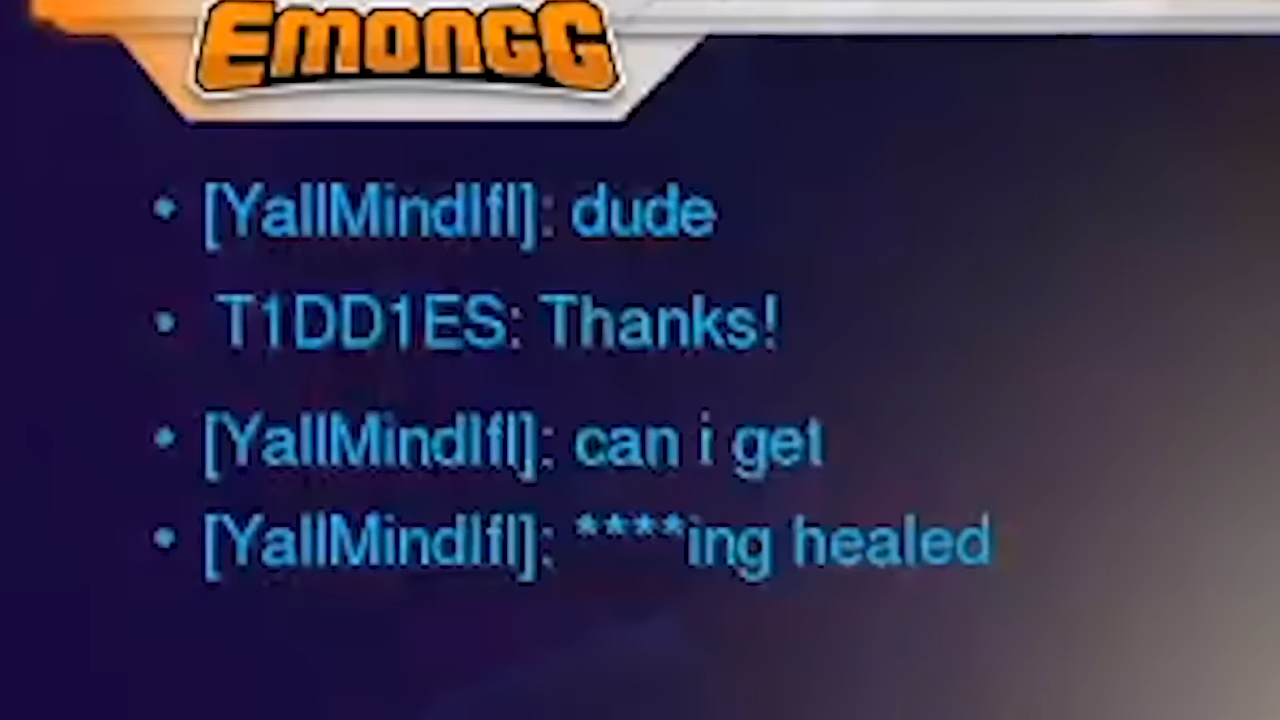 EMONGG
• [YallMindIfI]: dude
• T1DD1ES: Thanks!
• [YallMindIfI]: can i get
• [YallMindIfI]: ****ing healed